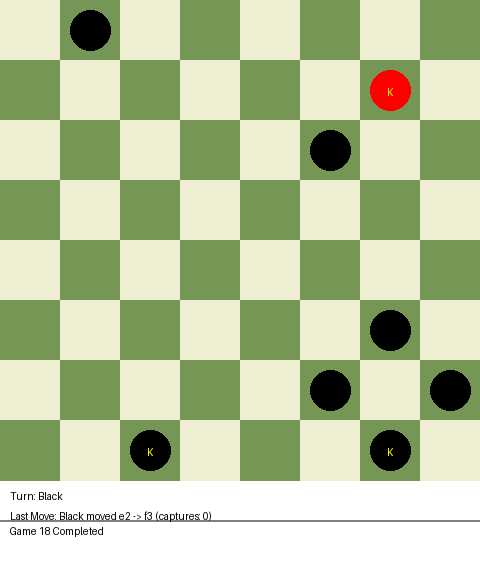 K
K
K
Turn: Black
Last Move: Black moved e2 -> f3 (captures: 0)
Game 18 Completed